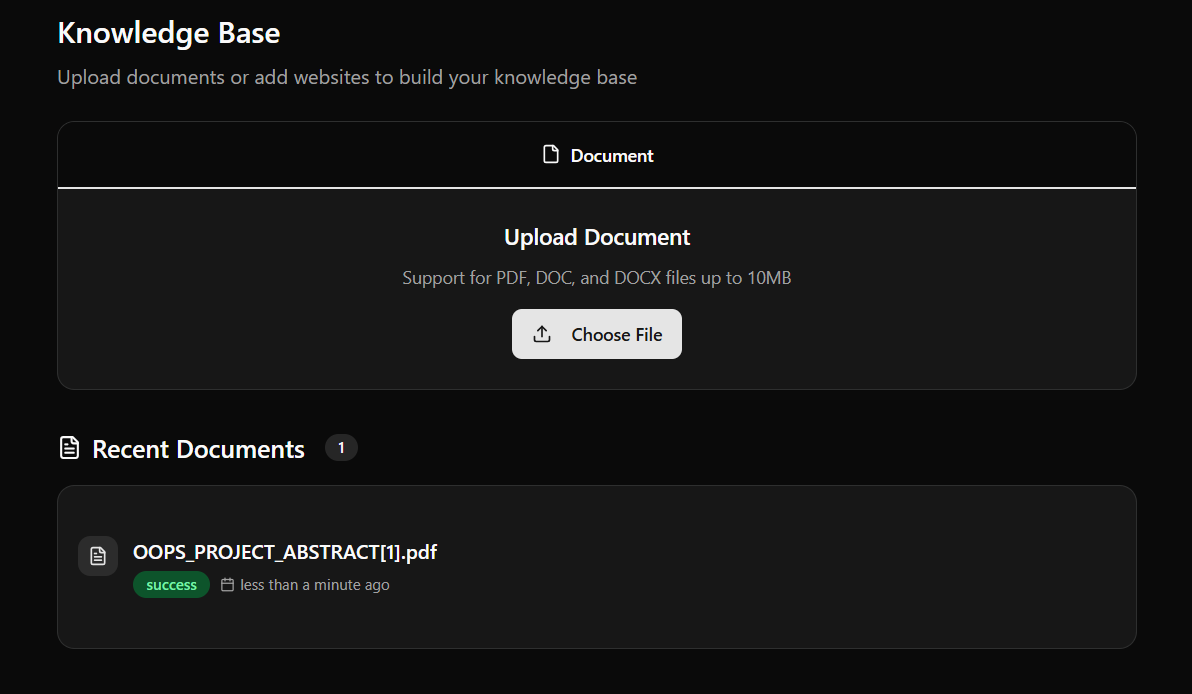 Knowledge Base
Upload documents or add websites to build your knowledge base
Document
Upload Document
Support for PDF, DOC, and DOCX files up to 10MB
Choose File
Recent Documents 1
OOPS_PROJECT_ABSTRACT[1].pdf
success less than a minute ago